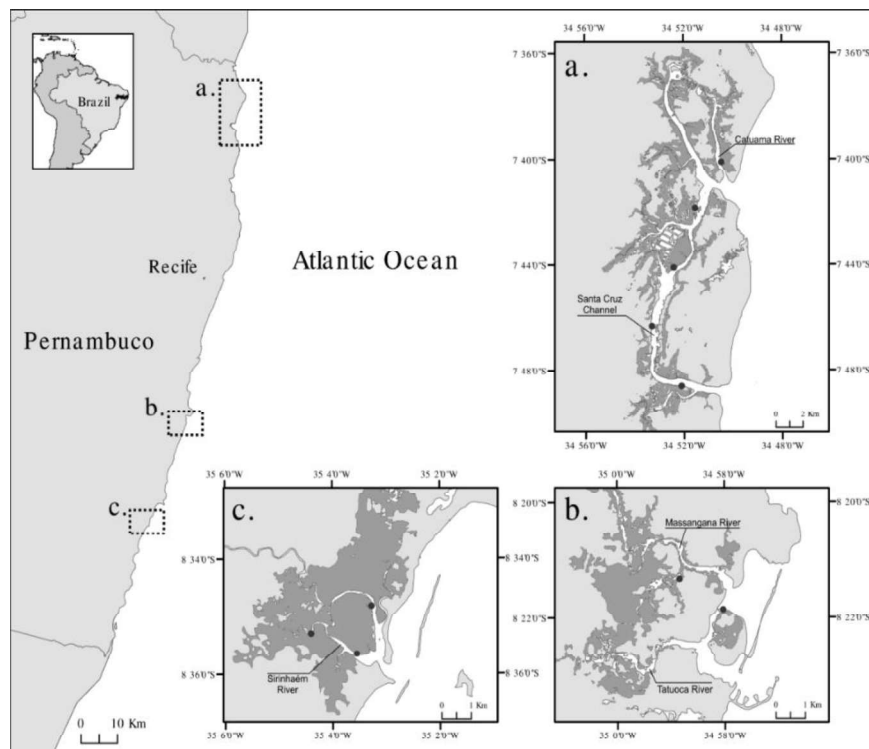 Brazil
a.
Recife
Atlantic Ocean
Pernambuco
b.
c.
0 10 Km
34 56'0"W 34 52'0"W 34 48'0"W
a.
7 36'0"S 7 36'0"S
Catuama River
7 40'0"S 7 40'0"S
7 44'0"S 7 44'0"S
Santa Cruz
Channel
7 48'0"S 7 48'0"S
0 2 Km
34 56'0"W 34 52'0"W 34 48'0"W
35 6'0"W 35 4'0"W 35 2'0"W
c.
8 34'0"S 8 34'0"S
8 36'0"S 8 36'0"S
Sirinhaém
River
0 1 Km
35 6'0"W 35 4'0"W 35 2'0"W
35 0'0"W 34 58'0"W
b.
8 20'0"S 8 20'0"S
Massangana River
8 22'0"S 8 22'0"S
Tatuoca River
0 1 Km
35 0'0"W 34 58'0"W